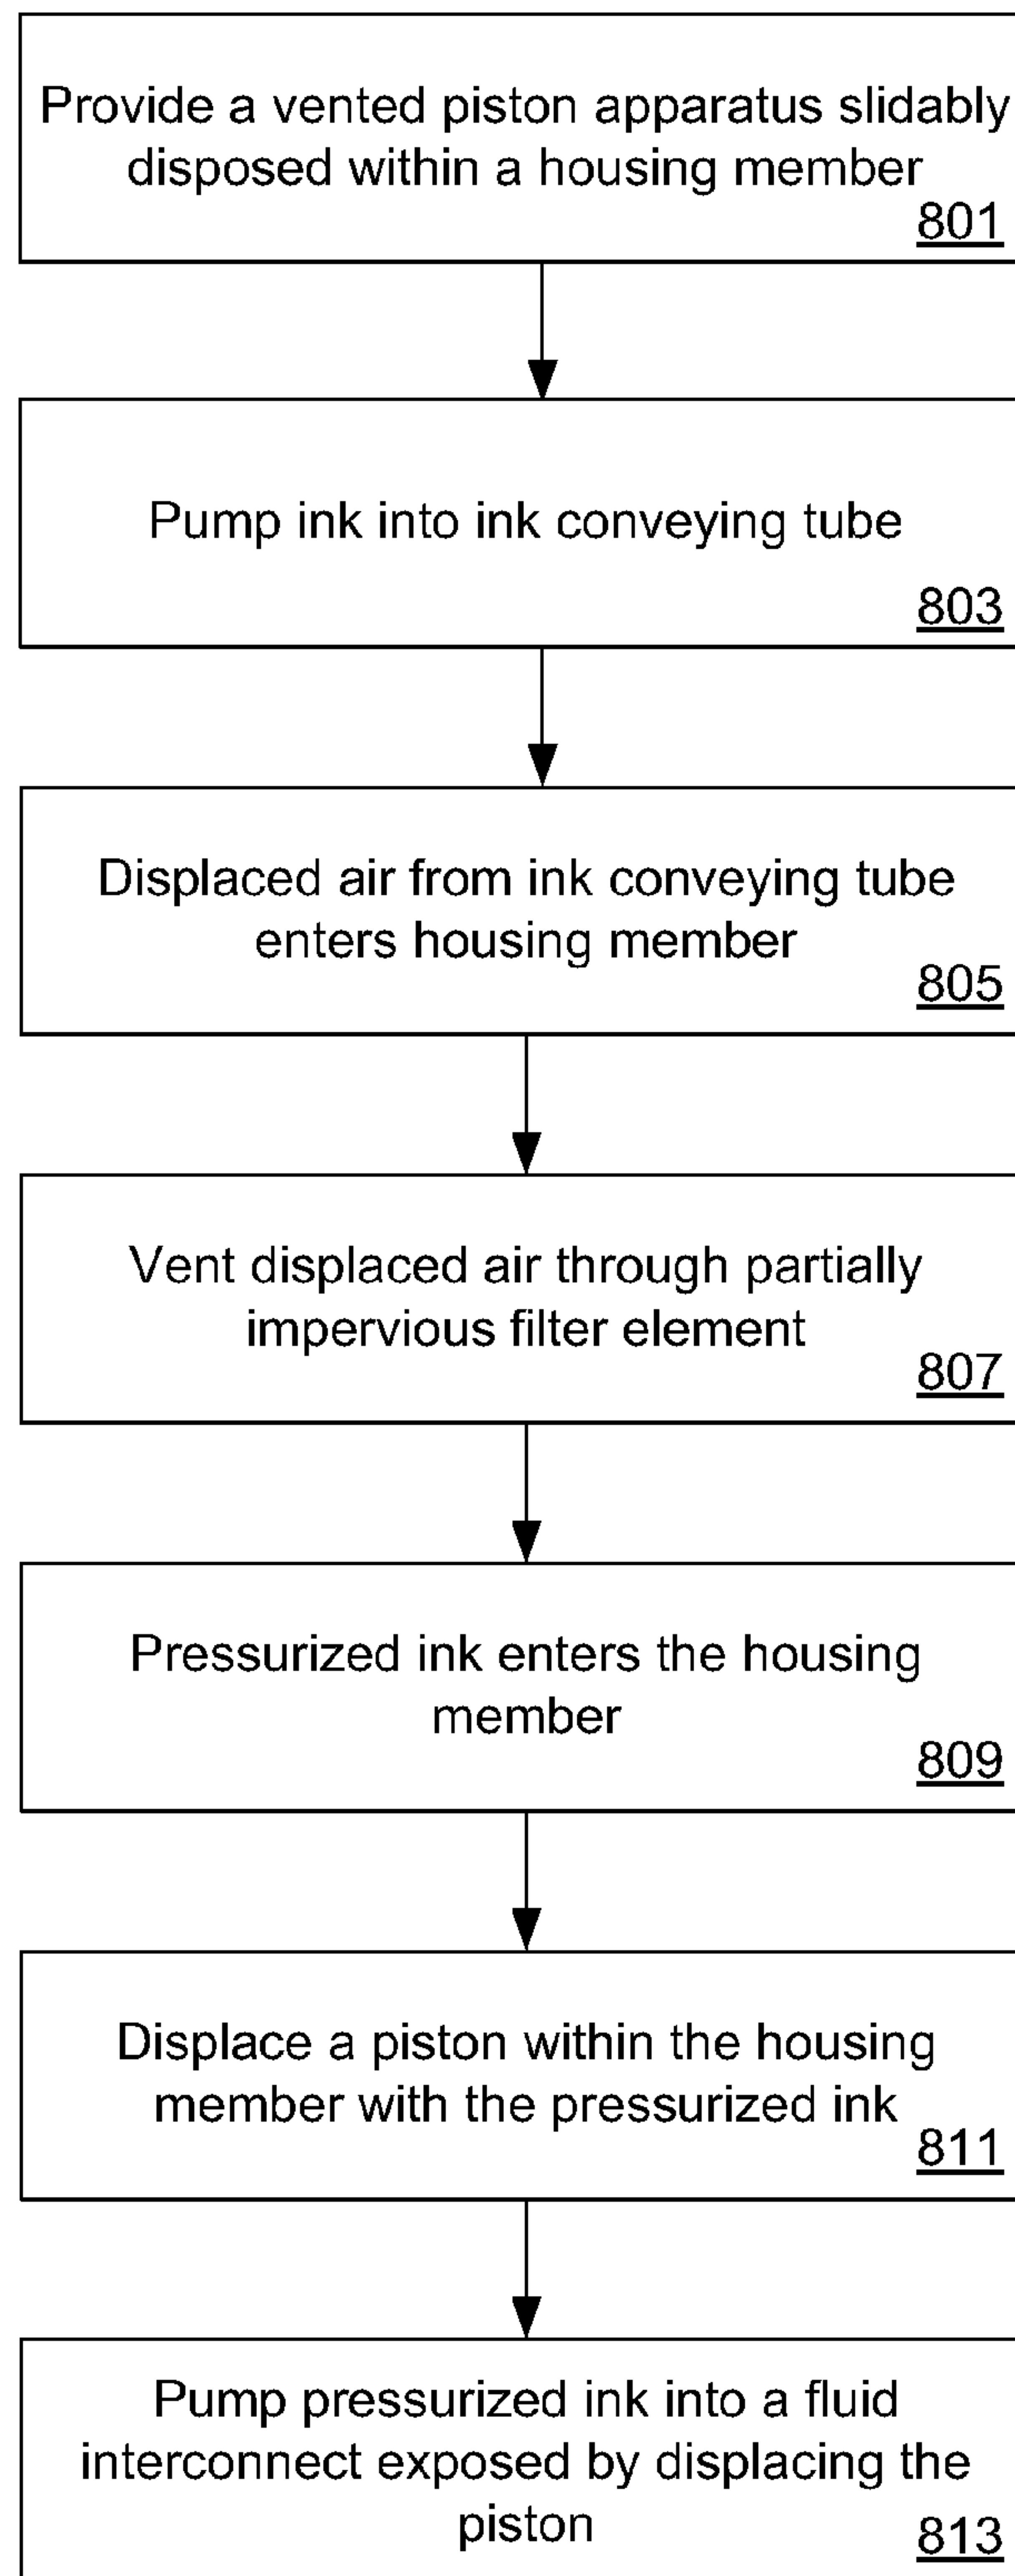 Provide a vented piston apparatus slidably
disposed within a housing member
801
Pump ink into ink conveying tube
803
Displaced air from ink conveying tube
enters housing member
805
Vent displaced air through partially
impervious filter element
807
Pressurized ink enters the housing
member
809
Displace a piston within the housing
member with the pressurized ink
811
Pump pressurized ink into a fluid
interconnect exposed by displacing the
piston
813